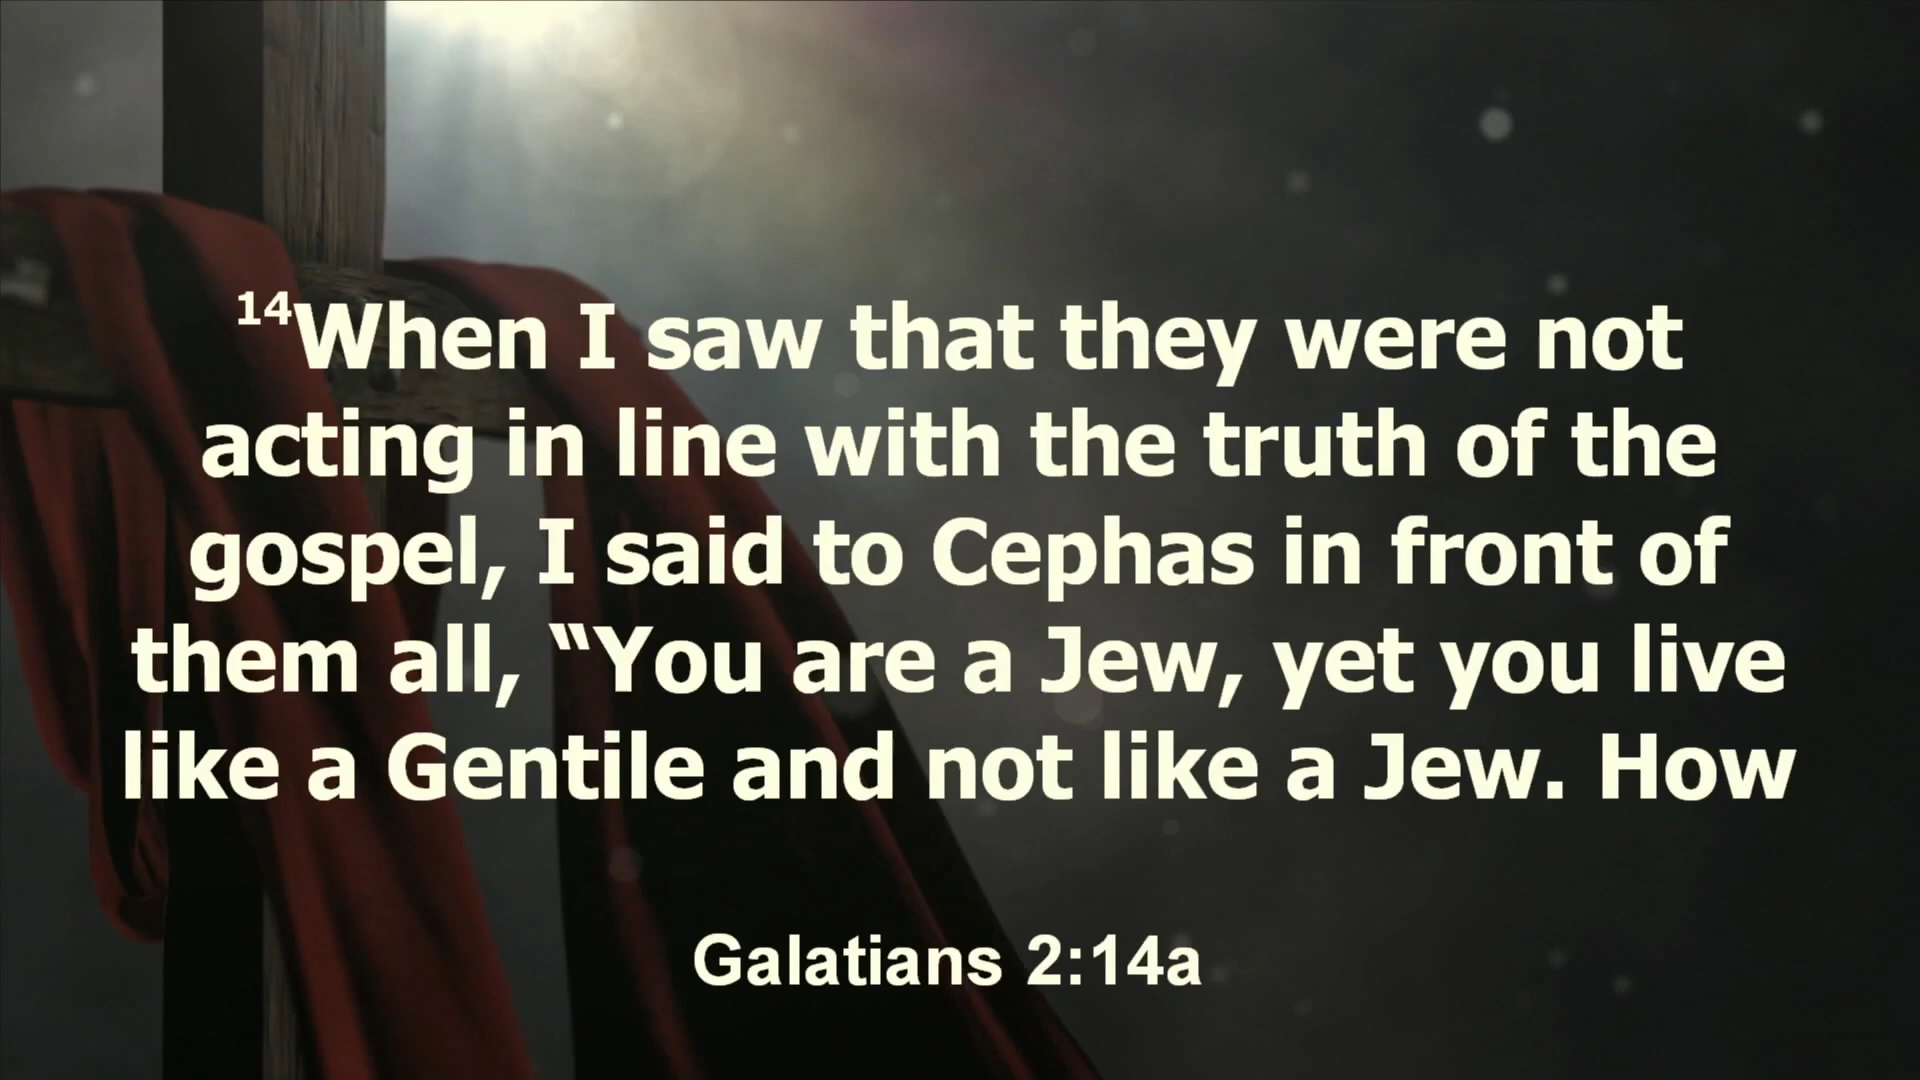 14When I saw that they were not
acting in line with the truth of the
gospel, I said to Cephas in front of
them all, “You are a Jew, yet you live
like a Gentile and not like a Jew. How
Galatians 2:14a